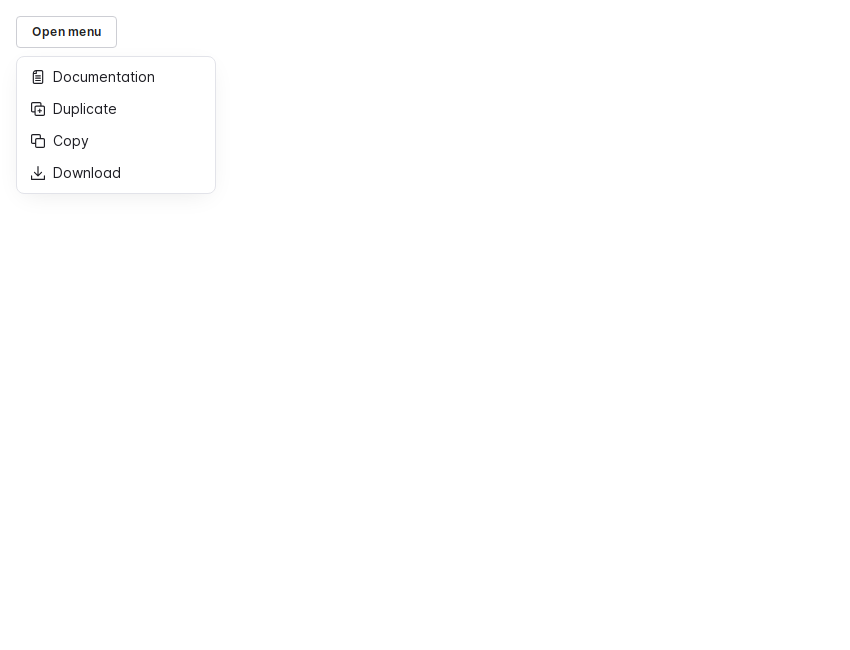 Open menu
Documentation
Duplicate
Copy
Download